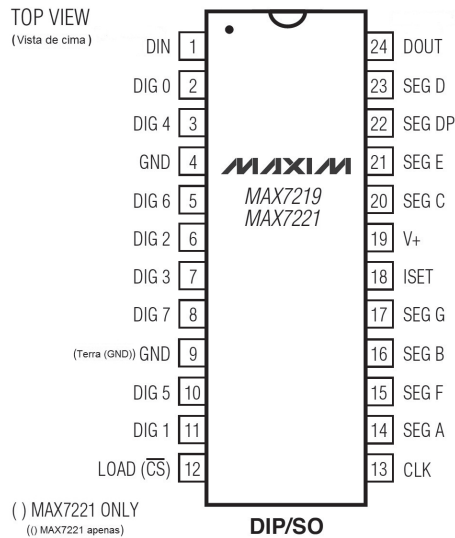 TOP VIEW
(Vista de cima)
DIN 1
DIG 0 2
DIG 4 3
GND 4
DIG 6 5
DIG 2 6
DIG 3 7
DIG 7 8
(Terra (GND)) GND 9
DIG 5 10
DIG 1 11
LOAD (C̅S̅) 12
MAXIM
MAX7219
MAX7221
24 DOUT
23 SEG D
22 SEG DP
21 SEG E
20 SEG C
19 V+
18 ISET
17 SEG G
16 SEG B
15 SEG F
14 SEG A
13 CLK
( ) MAX7221 ONLY
(() MAX7221 apenas)
DIP/SO